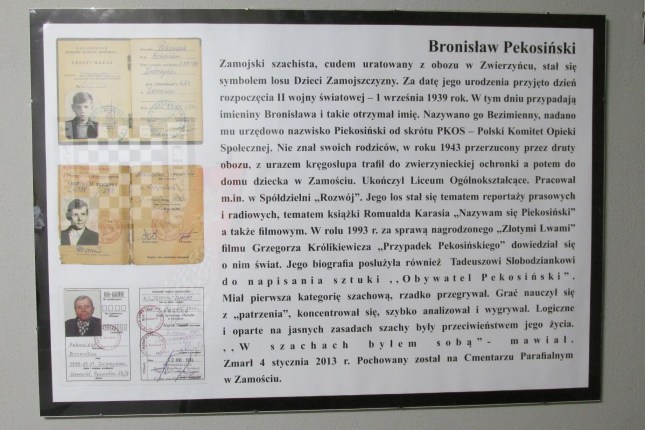 Bronisław Pekosiński
Zamojski szachista, cudem uratowany z obozu w Zwierzyńcu, stał się
symbolem losu Dzieci Zamojszczyzny. Za datę jego urodzenia przyjęto dzień
rozpoczęcia II wojny światowej – 1 września 1939 rok. W tym dniu przypadają
imieniny Bronisława i takie otrzymał imię. Nazywano go Bezimienny, nadano
mu urzędowo nazwisko Piekosiński od skrótu PKOS – Polski Komitet Opieki
Społecznej. Nie znał swoich rodziców, w roku 1943 przerzucony przez druty
obozu, z urazem kręgosłupa trafił do zwierzynieckiej ochronki a potem do
domu dziecka w Zamościu. Ukończył Liceum Ogólnokształcące. Pracował
m.in. w Spółdzielni „Rozwój”. Jego los stał się tematem reportaży prasowych
i radiowych, tematem książki Romualda Karasia „Nazywam się Piekosiński”
a także filmowym. W rolu 1993 r. za sprawą nagrodzonego „Złotymi Lwami”
filmu Grzegorza Królikiewicza „Przypadek Pekosińskiego” dowiedział się
o nim świat. Jego biografia posłużyła również Tadeuszowi Słobodziankowi
do napisania sztuki ,,Obywatel Pekosiński”.
Miał pierwsza kategorię szachową, rzadko przegrywał. Grać nauczył się
z „patrzenia”, koncentrował się, szybko analizował i wygrywał. Logiczne
i oparte na jasnych zasadach szachy były przeciwieństwem jego życia.
,,W szachach byłem sobą”- mawiał.
Zmarł 4 stycznia 2013 r. Pochowany został na Cmentarzu Parafialnym
w Zamościu.